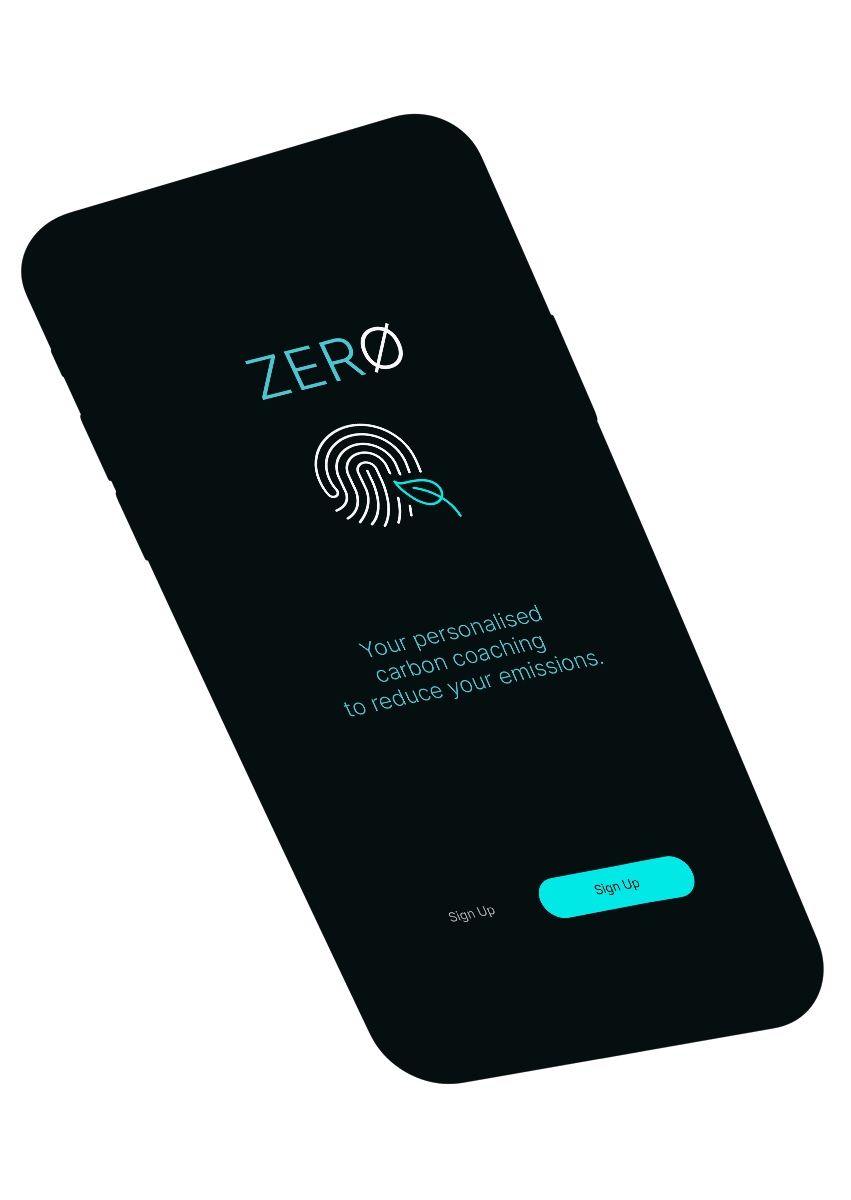 ZERØ
Your personalised
carbon coaching
to reduce your emissions.
Sign Up
Sign Up